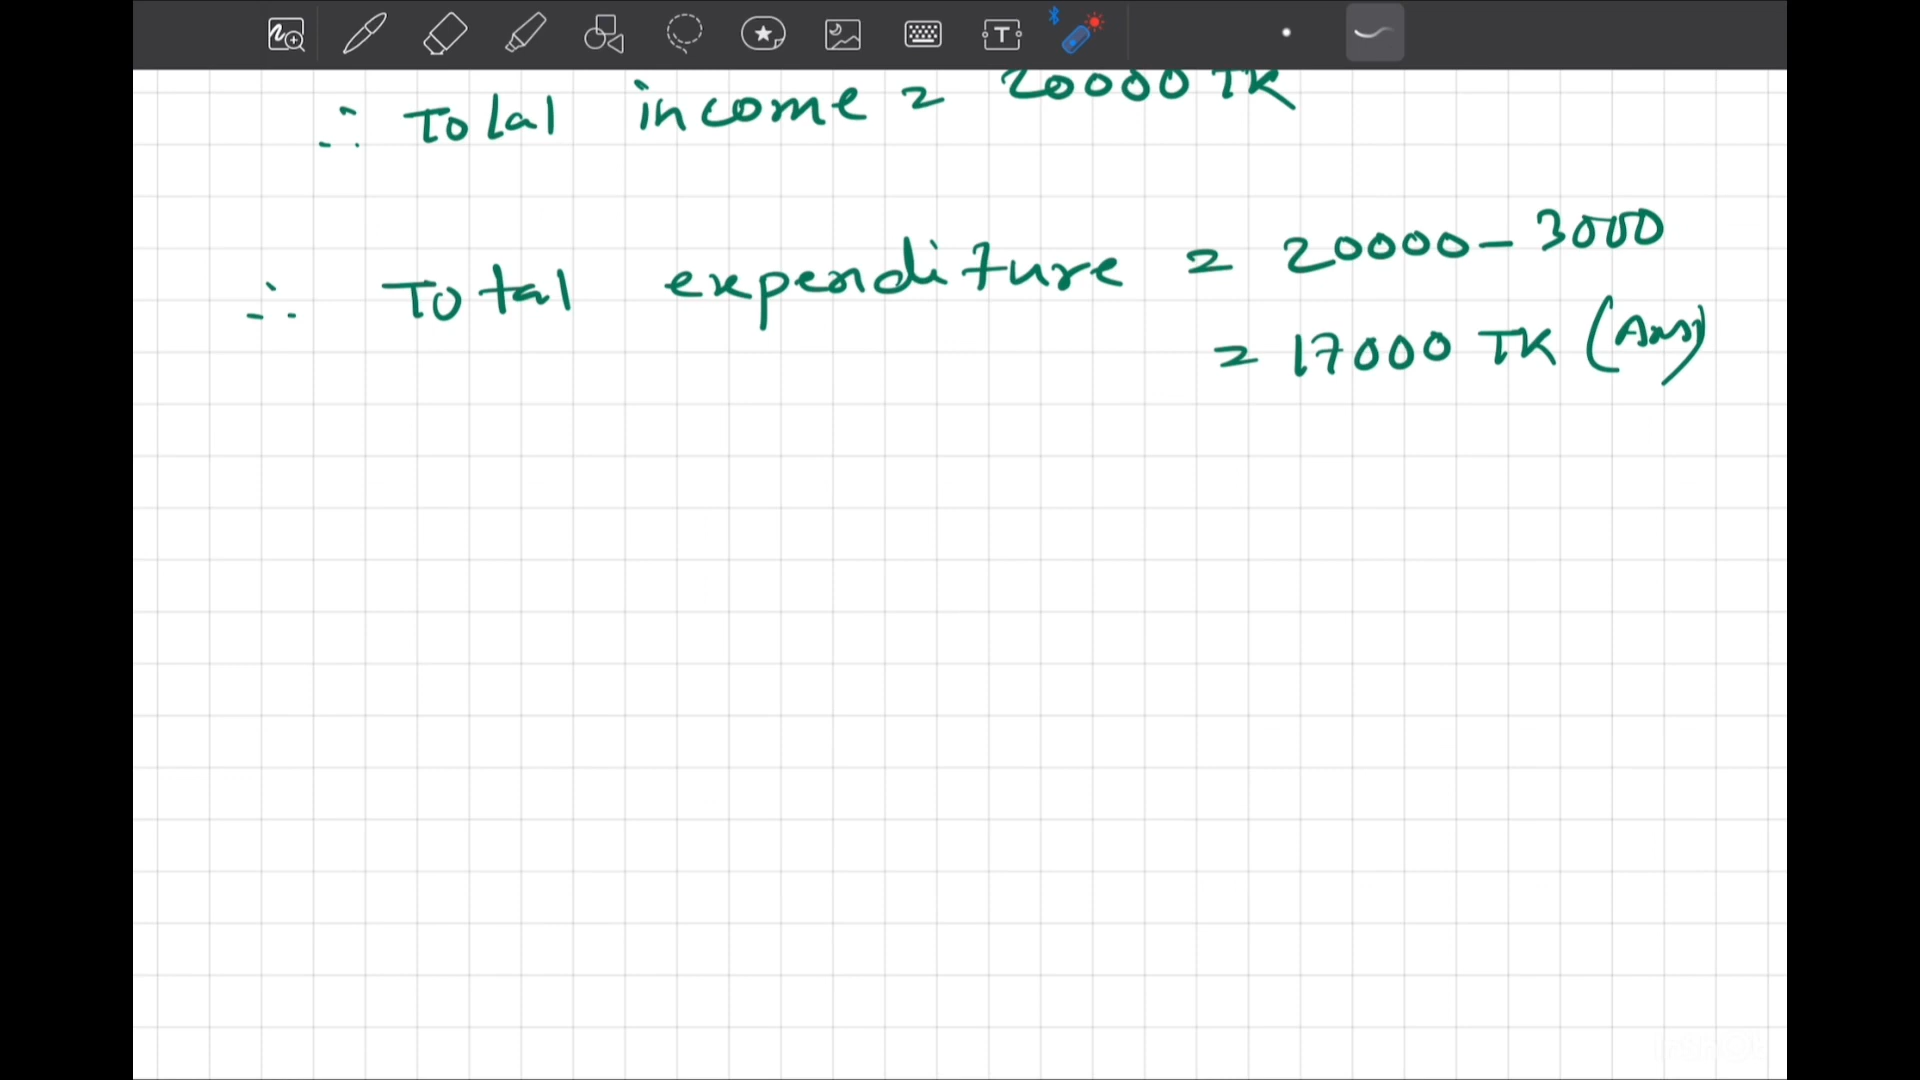 ∴ Total income = 20000 TK
∴ Total expenditure = 20000 - 3000
= 17000 TK (Ans)